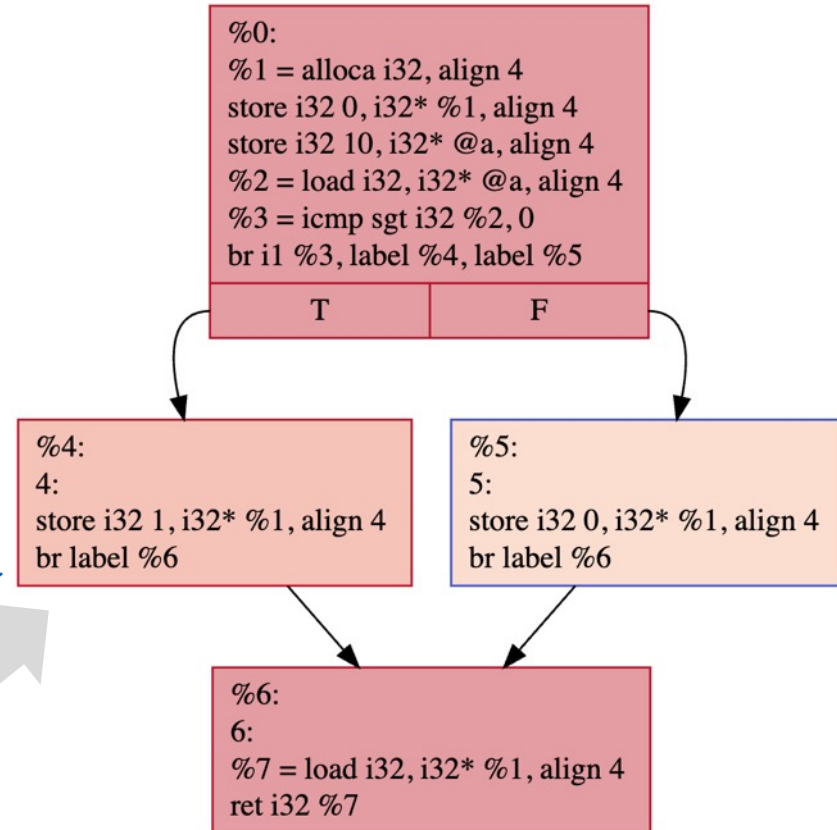 %0:
%1 = alloca i32, align 4
store i32 0, i32* %1, align 4
store i32 10, i32* @a, align 4
%2 = load i32, i32* @a, align 4
%3 = icmp sgt i32 %2, 0
br i1 %3, label %4, label %5
T F
%4:
4:
store i32 1, i32* %1, align 4
br label %6
%5:
5:
store i32 0, i32* %1, align 4
br label %6
%6:
6:
%7 = load i32, i32* %1, align 4
ret i32 %7